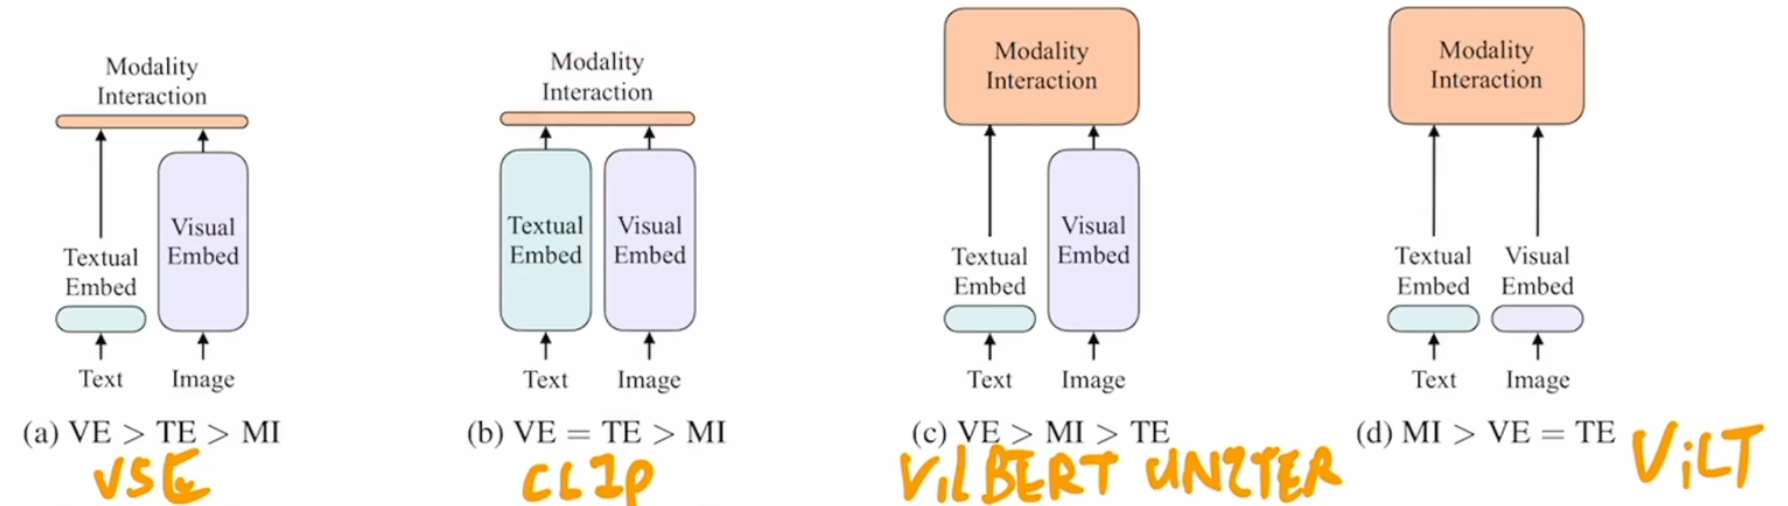 Modality
Interaction
Textual
Embed
Visual
Embed
Text
Image
(a) VE > TE > MI
VSE
Modality
Interaction
Textual
Embed
Visual
Embed
Text
Image
(b) VE = TE > MI
CLIP
Modality
Interaction
Textual
Embed
Visual
Embed
Text
Image
(c) VE > MI > TE
ViLBERT UNITER
Modality
Interaction
Textual
Embed
Visual
Embed
Text
Image
(d) MI > VE = TE
ViLT